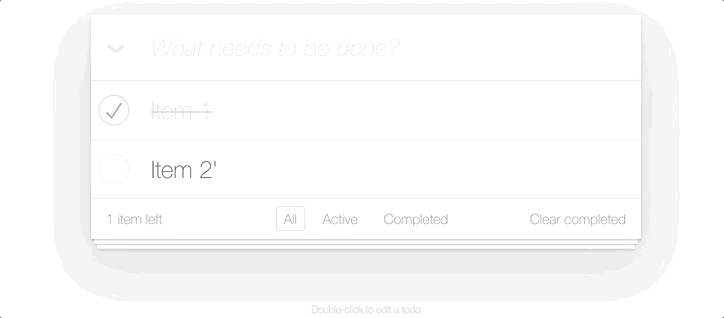 What needs to be done?
Item 1
Item 2'
1 item left All Active Completed Clear completed
Double-click to edit a todo